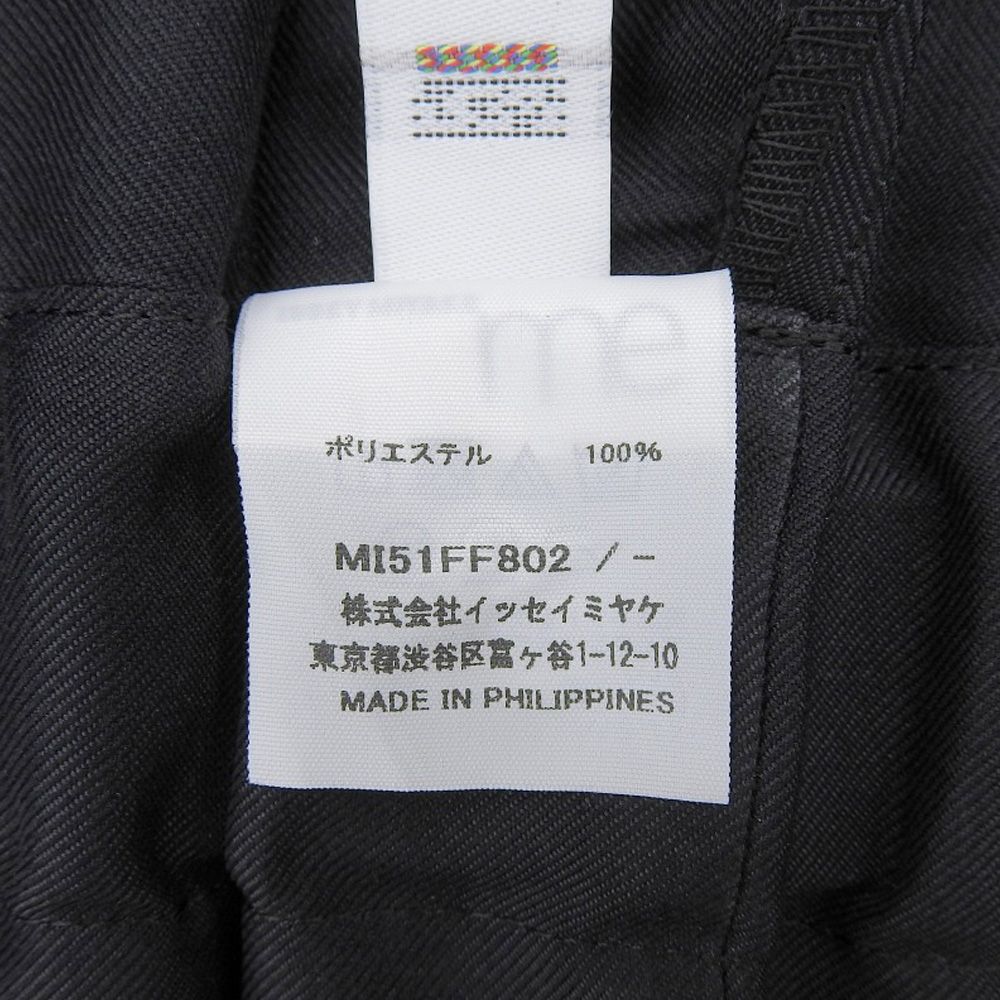 me
ポリエステル 100%
MI51FF802 / -
株式会社イッセイミヤケ
東京都渋谷区富ヶ谷1-12-10
MADE IN PHILIPPINES